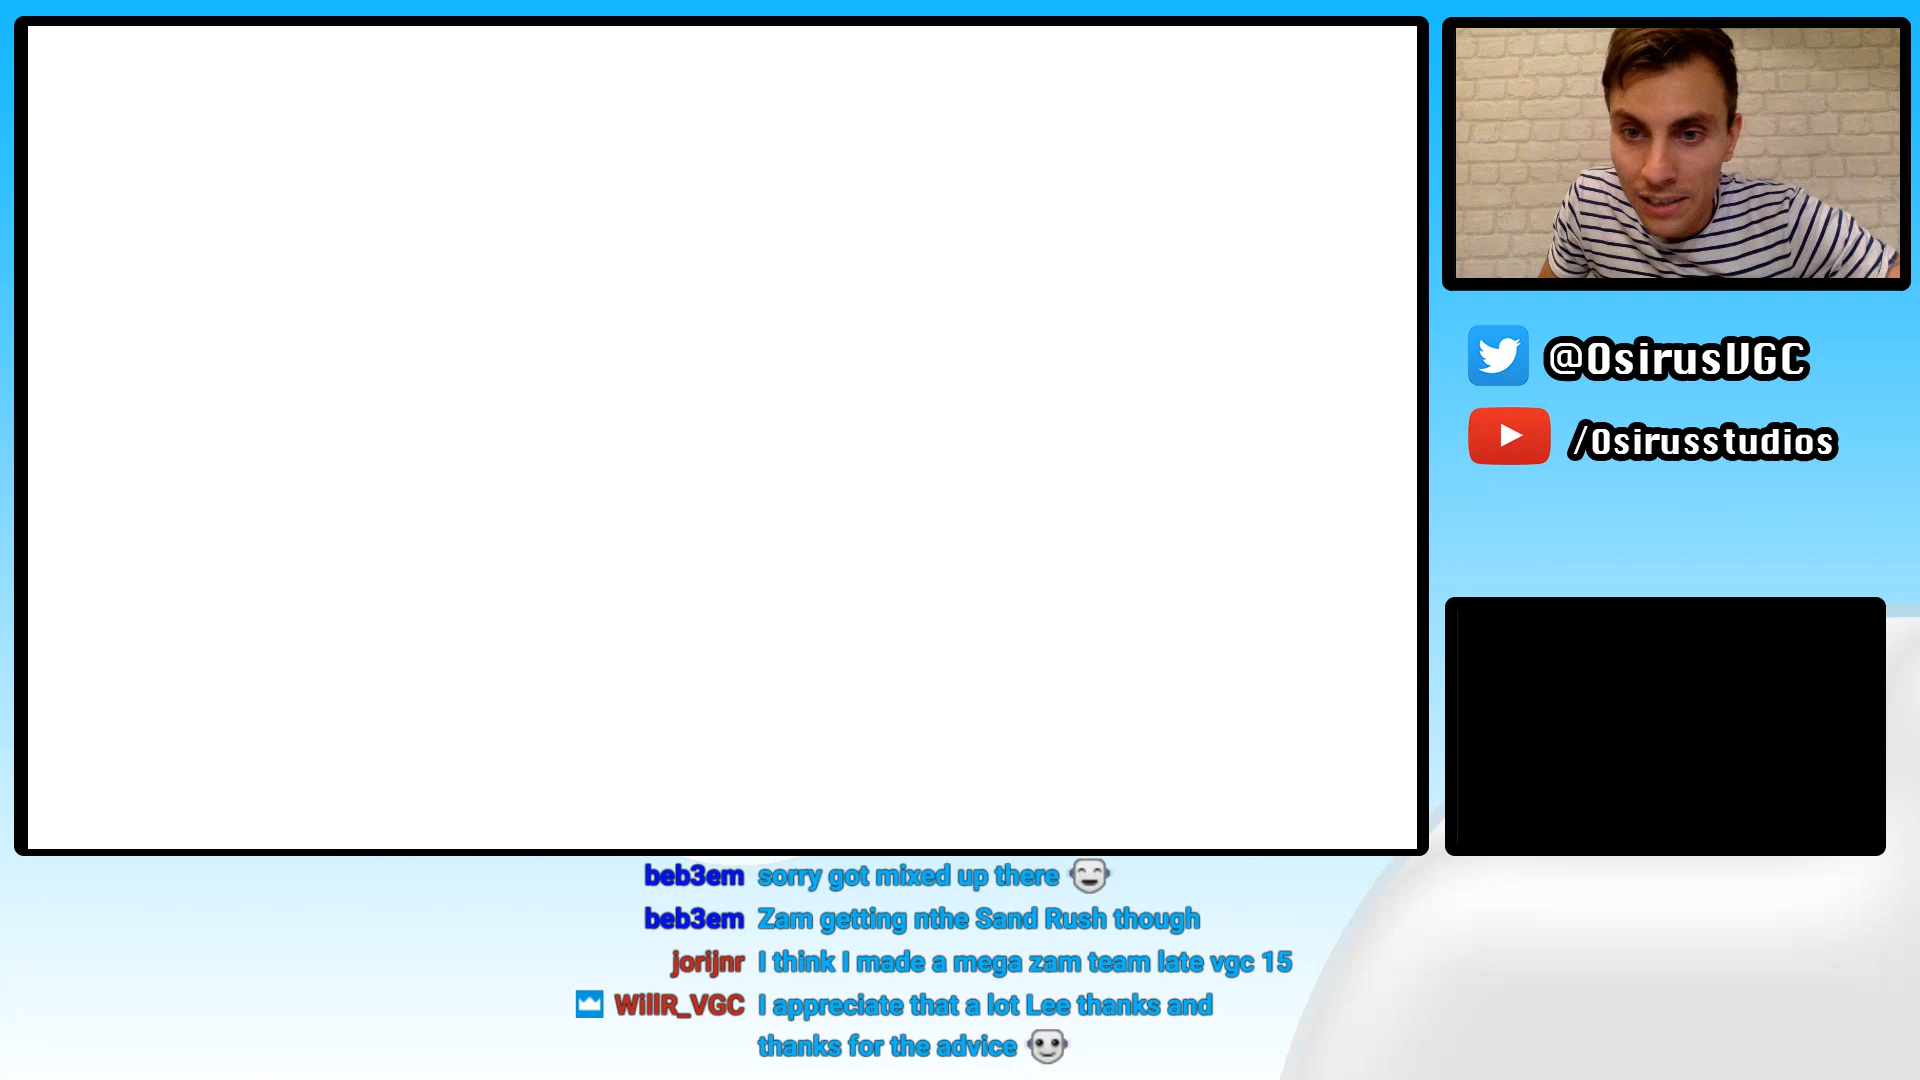 @OsirusVGC
/Osirusstudios
beb3em sorry got mixed up there
beb3em Zam getting nthe Sand Rush though
jorijnr I think I made a mega zam team late vgc 15
WillR_VGC I appreciate that a lot Lee thanks and
thanks for the advice